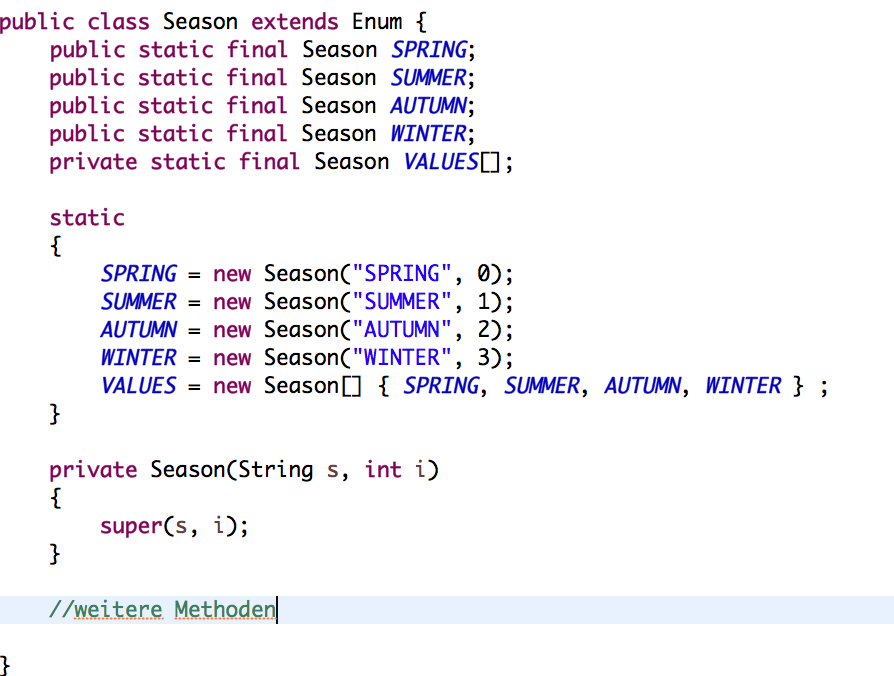 public class Season extends Enum {
    public static final Season SPRING;
    public static final Season SUMMER;
    public static final Season AUTUMN;
    public static final Season WINTER;
    private static final Season VALUES[];
    static
    {
        SPRING = new Season("SPRING", 0);
        SUMMER = new Season("SUMMER", 1);
        AUTUMN = new Season("AUTUMN", 2);
        WINTER = new Season("WINTER", 3);
        VALUES = new Season[] { SPRING, SUMMER, AUTUMN, WINTER } ;
    }
    private Season(String s, int i)
    {
        super(s, i);
    }
    //weitere Methoden
}